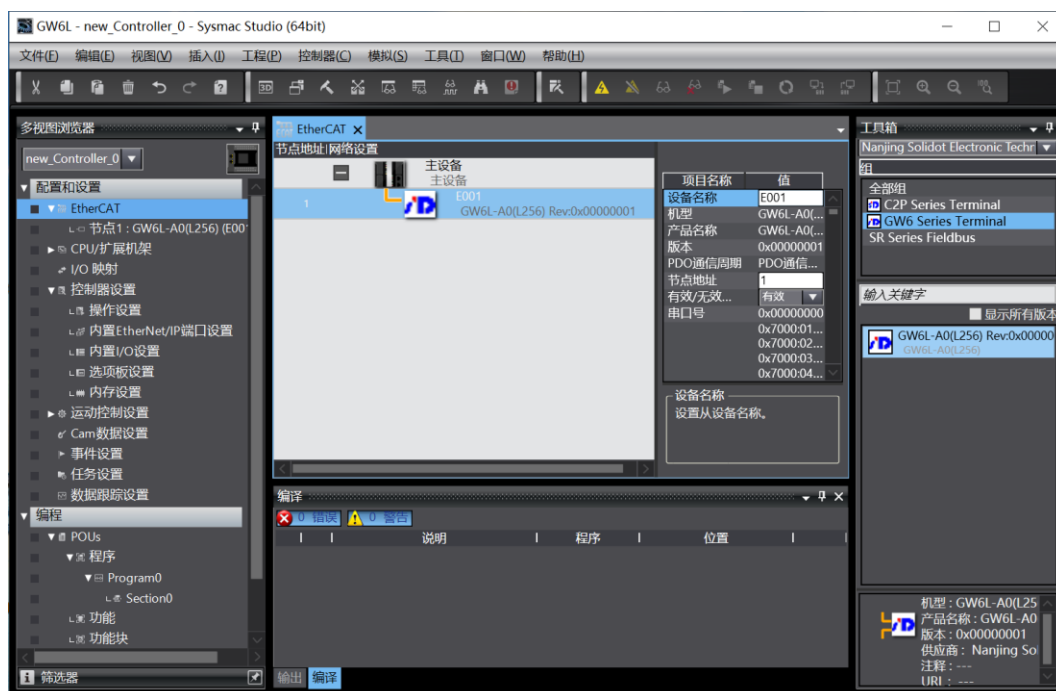 GW6L - new_Controller_0 - Sysmac Studio (64bit)
文件(F) 编辑(E) 视图(V) 插入(I) 工程(P) 控制器(C) 模拟(S) 工具(T) 窗口(W) 帮助(H)
多视图浏览器
new_Controller_0
配置和设置
EtherCAT
节点1 : GW6L-A0(L256) (E00
CPU/扩展机架
I/O 映射
控制器设置
操作设置
内置EtherNet/IP端口设置
内置I/O设置
选项板设置
内存设置
运动控制设置
Cam数据设置
事件设置
任务设置
数据跟踪设置
编程
POUs
程序
Program0
Section0
功能
功能块
筛选器
EtherCAT
节点地址|网络设置
主设备
主设备
1
E001
GW6L-A0(L256) Rev:0x00000001
项目名称 值
设备名称 E001
机型 GW6L-A0(...
产品名称 GW6L-A0(...
版本 0x00000001
PDO通信周期 PDO通信...
节点地址 1
有效/无效... 有效
串口号 0x00000000
0x7000:01...
0x7000:02...
0x7000:03...
0x7000:04...
设备名称
设置从设备名称。
编译
0 错误 0 警告
说明 程序 位置
输出 编译
工具箱
Nanjing Solidot Electronic Techr
组
全部组
C2P Series Terminal
GW6 Series Terminal
SR Series Fieldbus
输入关键字
显示所有版本
GW6L-A0(L256) Rev:0x00000
GW6L-A0(L256)
机型 : GW6L-A0(L25
产品名称 : GW6L-A0
版本 : 0x00000001
供应商 : Nanjing So
注释 : ---
URL : ---